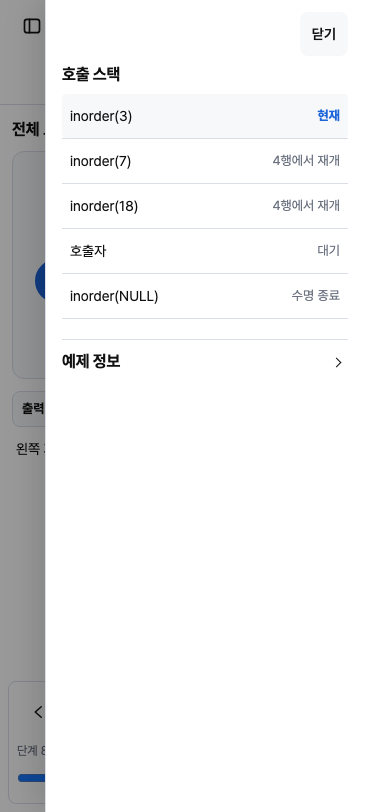 닫기
호출 스택
inorder(3) 현재
inorder(7) 4행에서 재개
inorder(18) 4행에서 재개
호출자 대기
inorder(NULL) 수명 종료
예제 정보
전체
출력
왼쪽
단계 8